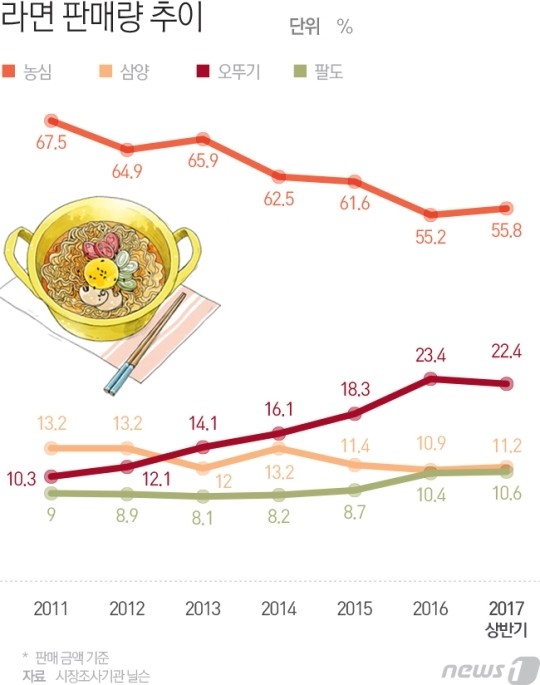 라면 판매량 추이
단위 %
농심 삼양 오뚜기 팔도
67.5 64.9 65.9 62.5 61.6 55.2 55.8
10.3 12.1 14.1 16.1 18.3 23.4 22.4
13.2 13.2 12 13.2 11.4 10.9 11.2
9 8.9 8.1 8.2 8.7 10.4 10.6
2011 2012 2013 2014 2015 2016 2017
상반기
* 판매 금액 기준
자료 시장조사기관 닐슨
news1